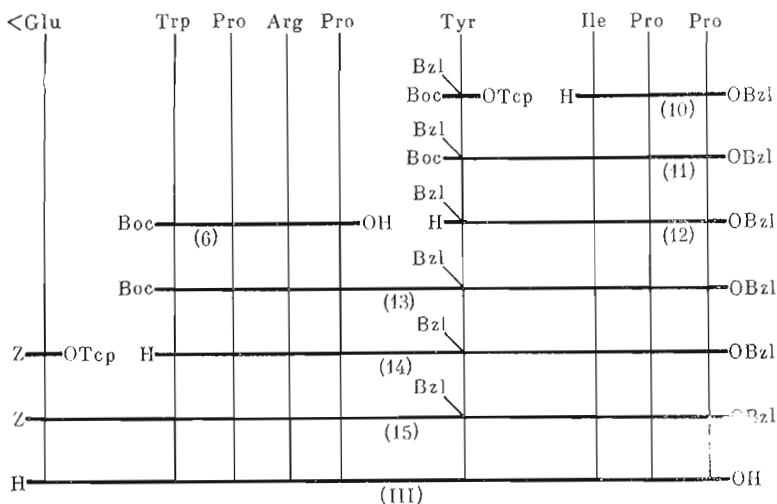 <Glu Trp Pro Arg Pro Tyr Ile Pro Pro
Bzl
Boc OTcp H OBzl
(10)
Bzl
Boc OBzl
(11)
Bzl
Boc OH H OBzl
(6) (12)
Bzl
Boc OBzl
(13)
Bzl
Z OTcp H OBzl
(14)
Bzl
Z OBzl
(15)
H OH
(III)